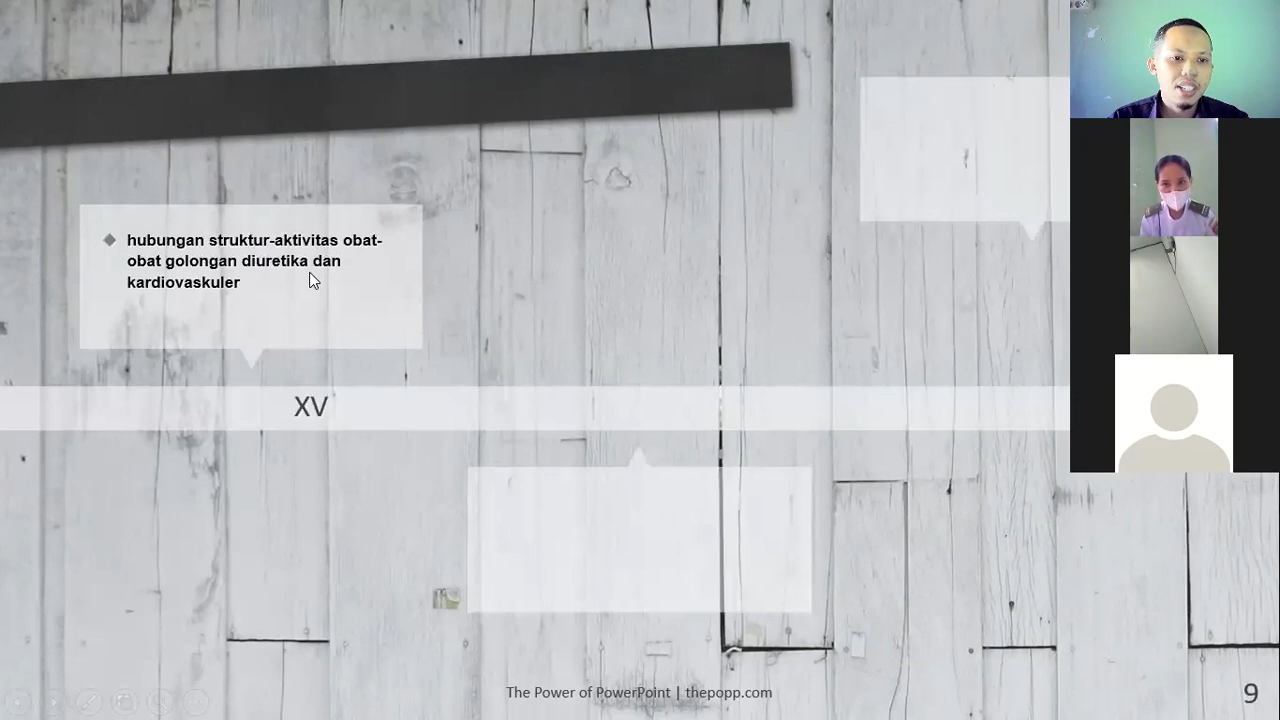 hubungan struktur-aktivitas obat-
obat golongan diuretika dan
kardiovaskuler
XV
The Power of PowerPoint | thepopp.com
9